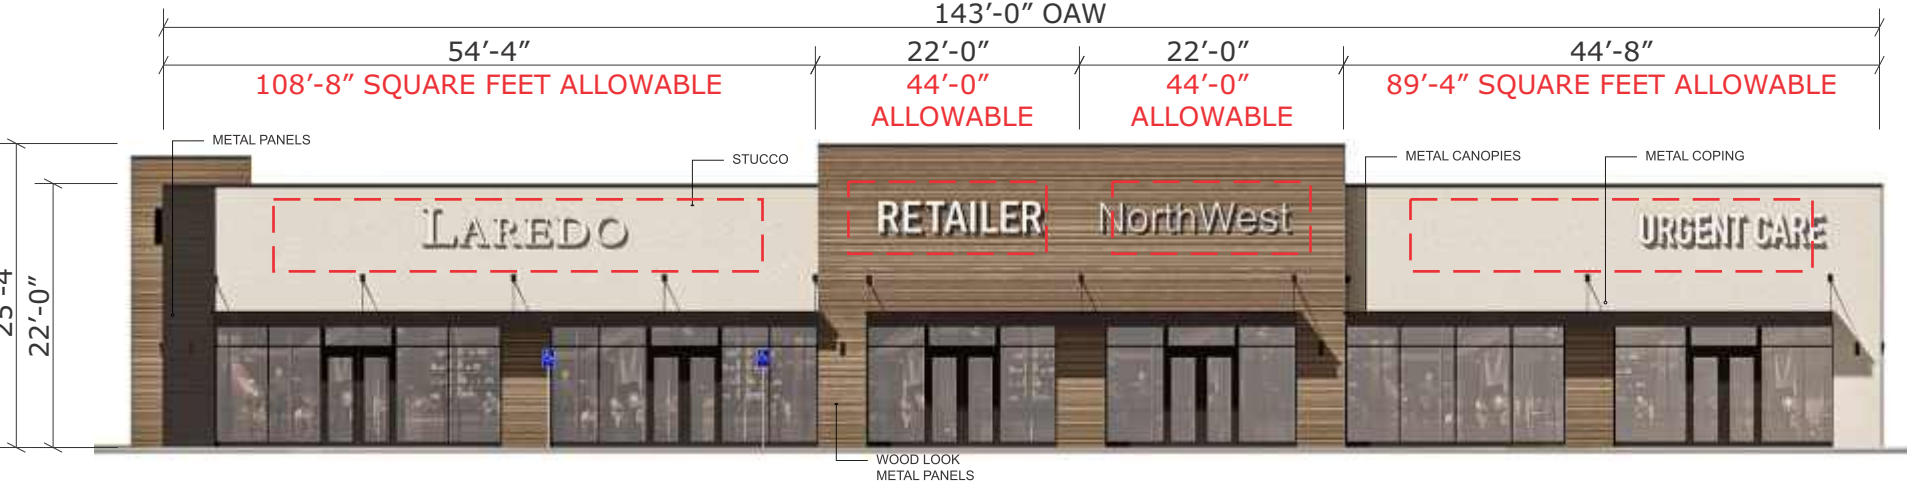 143’-0” OAW
54’-4”
22’-0”
22’-0”
44’-8”
108’-8” SQUARE FEET ALLOWABLE
44’-0”
ALLOWABLE
44’-0”
ALLOWABLE
89’-4” SQUARE FEET ALLOWABLE
METAL PANELS
STUCCO
METAL CANOPIES
METAL COPING
LAREDO
RETAILER
NorthWest
URGENT CARE
22’-0”
WOOD LOOK
METAL PANELS